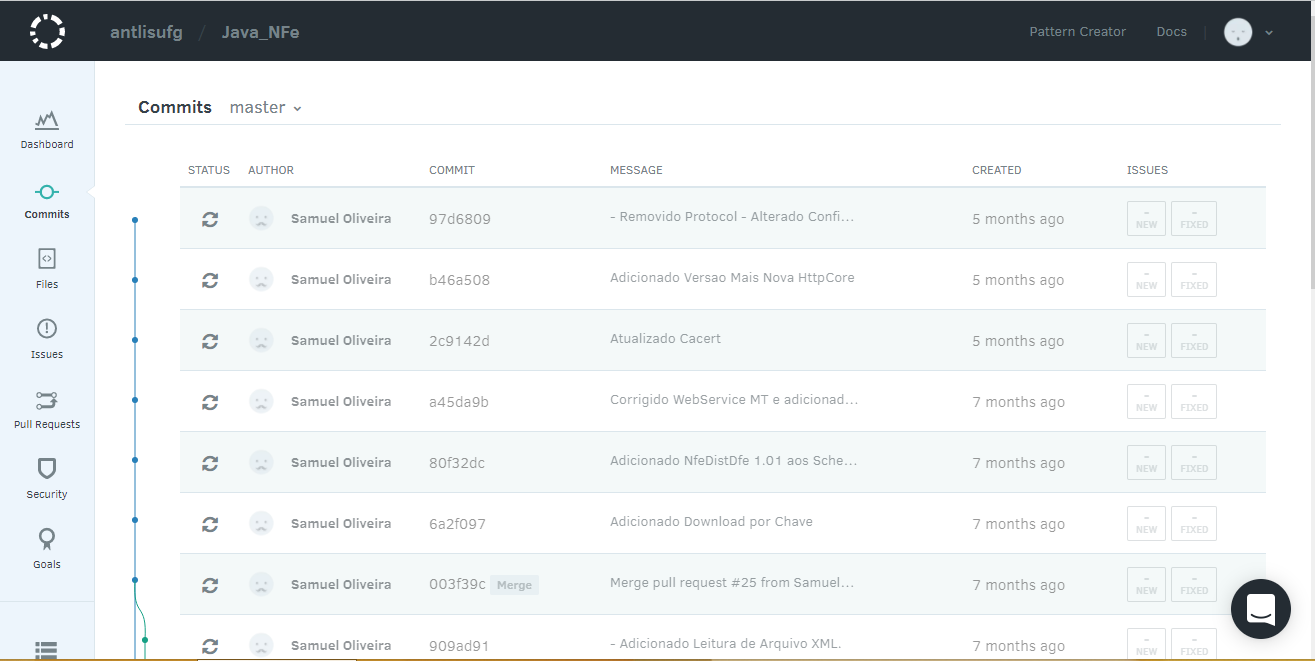 antlisufg / Java_NFe Pattern Creator Docs
Commits master
Dashboard
Commits
Files
Issues
Pull Requests
Security
Goals
STATUS AUTHOR COMMIT MESSAGE CREATED ISSUES
Samuel Oliveira 97d6809 - Removido Protocol - Alterado Confi... 5 months ago - NEW - FIXED
Samuel Oliveira b46a508 Adicionado Versao Mais Nova HttpCore 5 months ago - NEW - FIXED
Samuel Oliveira 2c9142d Atualizado Cacert 5 months ago - NEW - FIXED
Samuel Oliveira a45da9b Corrigido WebService MT e adicionad... 7 months ago - NEW - FIXED
Samuel Oliveira 80f32dc Adicionado NfeDistDfe 1.01 aos Sche... 7 months ago - NEW - FIXED
Samuel Oliveira 6a2f097 Adicionado Download por Chave 7 months ago - NEW - FIXED
Samuel Oliveira 003f39c Merge Merge pull request #25 from Samuel... 7 months ago - NEW - FIXED
Samuel Oliveira 909ad91 - Adicionado Leitura de Arquivo XML. 7 months ago - NEW - FIXED